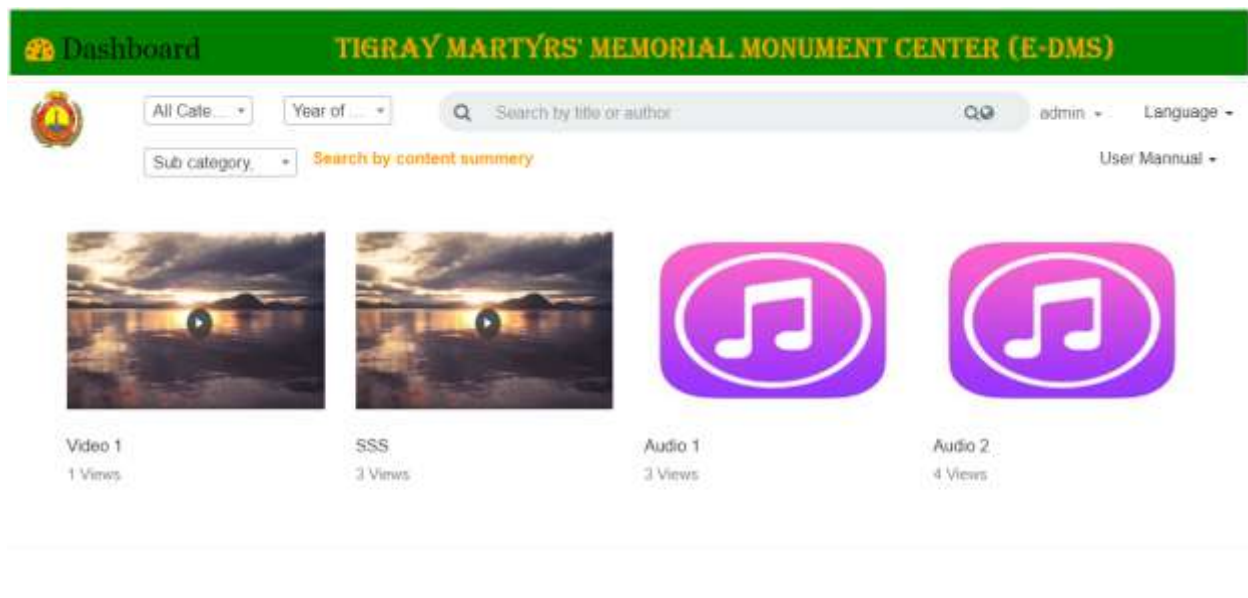 Dashboard TIGRAY MARTYRS' MEMORIAL MONUMENT CENTER (E-DMS)
All Cate... Year of ... Search by title or author admin Language
Sub category, Search by content summery User Mannual
Video 1 SSS Audio 1 Audio 2
1 Views 3 Views 3 Views 4 Views